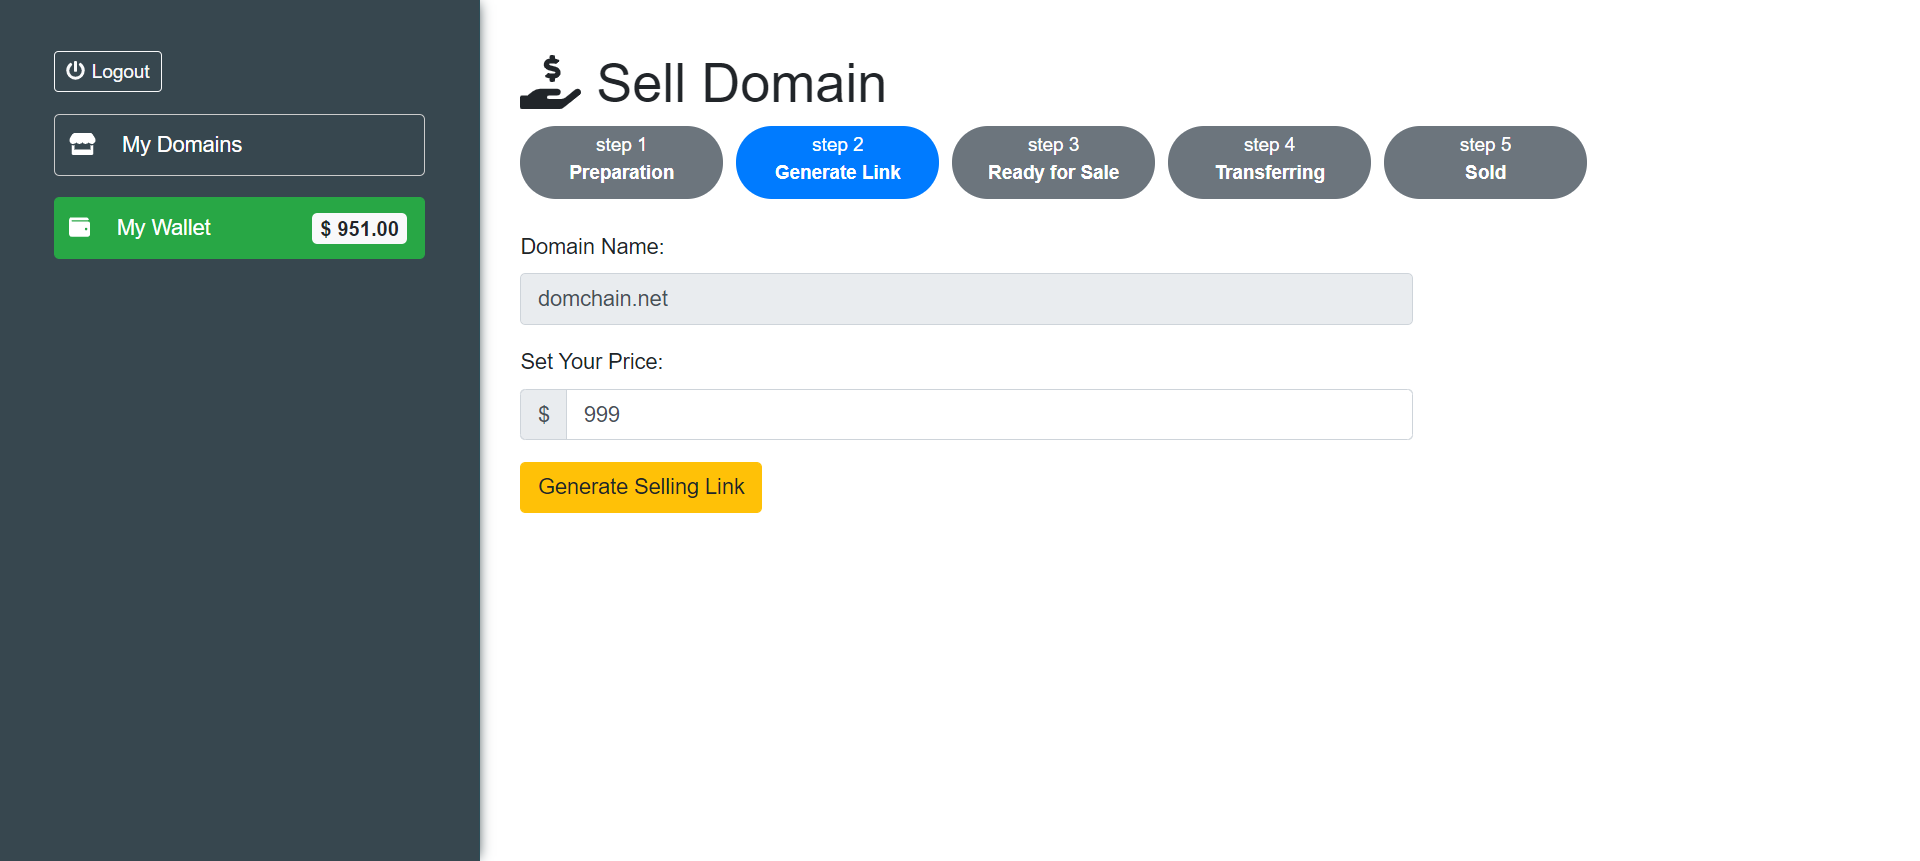 Logout
My Domains
My Wallet $ 951.00
Sell Domain
step 1
Preparation
step 2
Generate Link
step 3
Ready for Sale
step 4
Transferring
step 5
Sold
Domain Name:
domchain.net
Set Your Price:
$ 999
Generate Selling Link